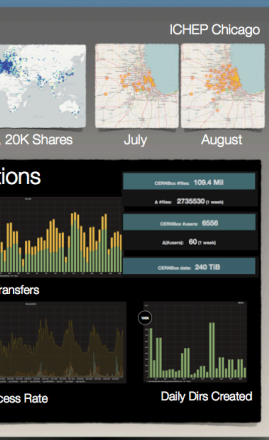 ICHEP Chicago
, 20K Shares
July
August
tions
CERNBox #files: 109.4 Mil
Δ #files: 2735530 (1 week)
CERNBox #users: 6556
Δ(#users): 60 (1 week)
CERNBox data: 240 TiB
ransfers
cess Rate
Daily Dirs Created